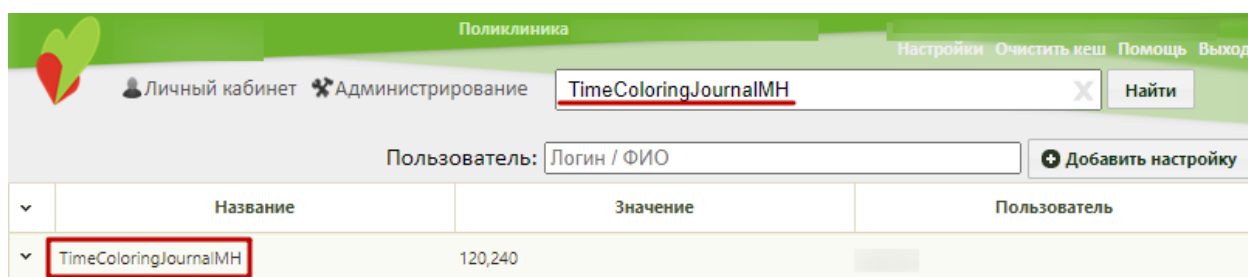 Поликлиника
Настройки Очистить кеш Помощь Выход
Личный кабинет Администрирование TimeColoringJournalMH X Найти
Пользователь: Логин / ФИО Добавить настройку
Название Значение Пользователь
TimeColoringJournalMH 120,240